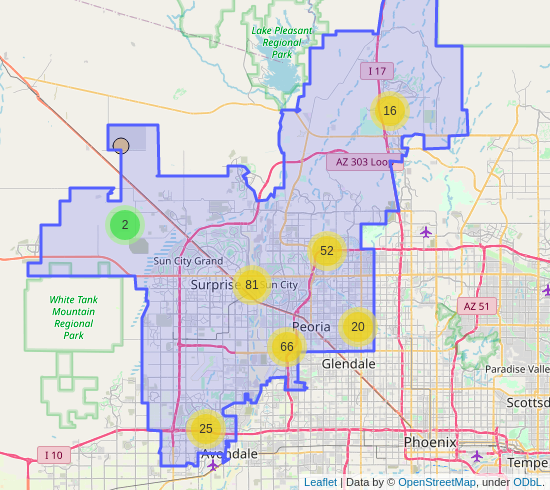 Lake Pleasant
Regional
Park
I 17
16
AZ 303 Loop
2
52
Sun City Grand
Surprise
81
Sun City
White Tank
Mountain
Regional
Park
AZ 51
Peoria
20
66
Glendale
Paradise Valle
Scottsd
25
Phoenix
Avondale
I 10
Tempe
Leaflet | Data by © OpenStreetMap, under ODbL.